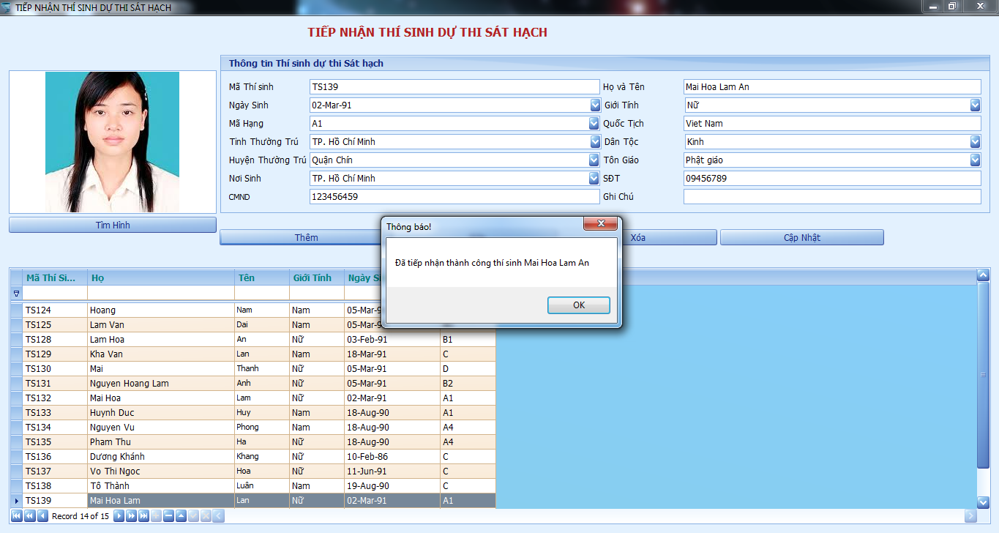 TIẾP NHẬN THÍ SINH DỰ THI SÁT HẠCH
TIẾP NHẬN THÍ SINH DỰ THI SÁT HẠCH
Thông tin Thí sinh dự thi Sát hạch
Mã Thí sinh TS139 Họ và Tên Mai Hoa Lam An
Ngày Sinh 02-Mar-91 Giới Tính Nữ
Mã Hạng A1 Quốc Tịch Viet Nam
Tỉnh Thường Trú TP. Hồ Chí Minh Dân Tộc Kinh
Huyện Thường Trú Quận Chín Tôn Giáo Phật giáo
Nơi Sinh TP. Hồ Chí Minh SĐT 09456789
CMND 123456459 Ghi Chú
Tìm Hình
Thêm Xóa Cập Nhật
Thông báo!
Đã tiếp nhận thành công thí sinh Mai Hoa Lam An
OK
Mã Thí Si... Họ Tên Giới Tính Ngày
TS124 Hoang Nam Nam 05-Mar-9
TS125 Lam Van Dai Nam 05-Mar-9
TS128 Lam Hoa An Nữ 03-Feb-91 B1
TS129 Kha Van Lan Nam 18-Mar-91 C
TS130 Mai Thanh Nữ 05-Mar-91 D
TS131 Nguyen Hoang Lam Anh Nữ 05-Mar-91 B2
TS132 Mai Hoa Lam Nữ 02-Mar-91 A1
TS133 Huynh Duc Huy Nam 18-Aug-90 A1
TS134 Nguyen Vu Phong Nam 18-Aug-90 A4
TS135 Pham Thu Ha Nữ 18-Aug-90 A4
TS136 Dương Khánh Khang Nữ 10-Feb-86 C
TS137 Vo Thi Ngoc Hoa Nữ 11-Jun-91 C
TS138 Tô Thành Luân Nam 19-Aug-90 C
TS139 Mai Hoa Lam Lan Nữ 02-Mar-91 A1
Record 14 of 15